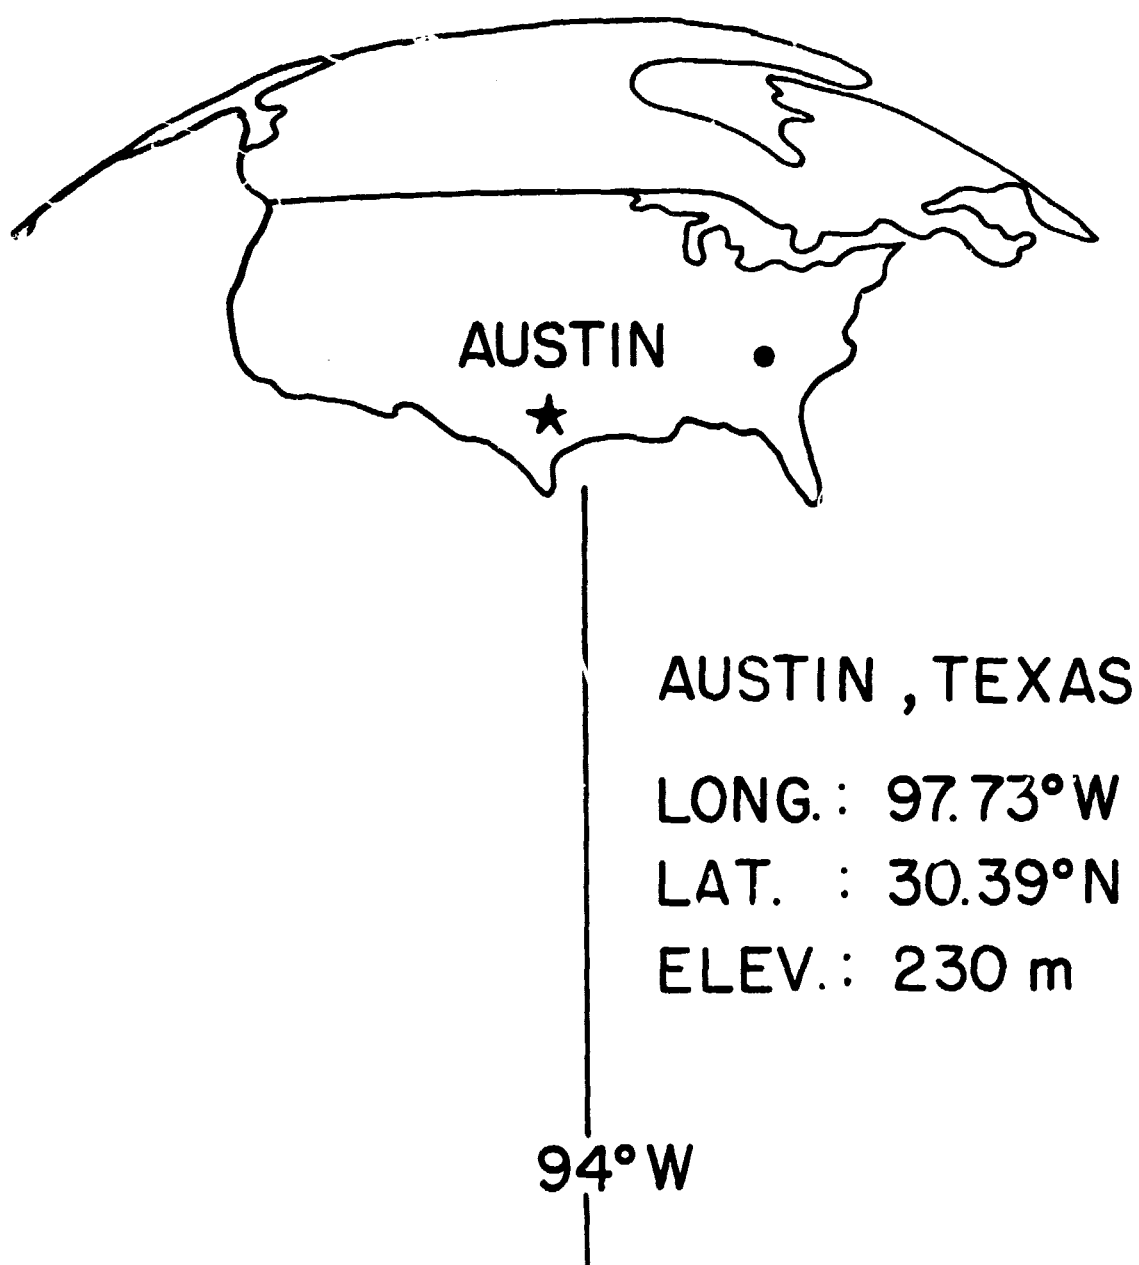 AUSTIN
AUSTIN , TEXAS
LONG. : 97.73° W
LAT. : 30.39° N
ELEV. : 230 m
94° W